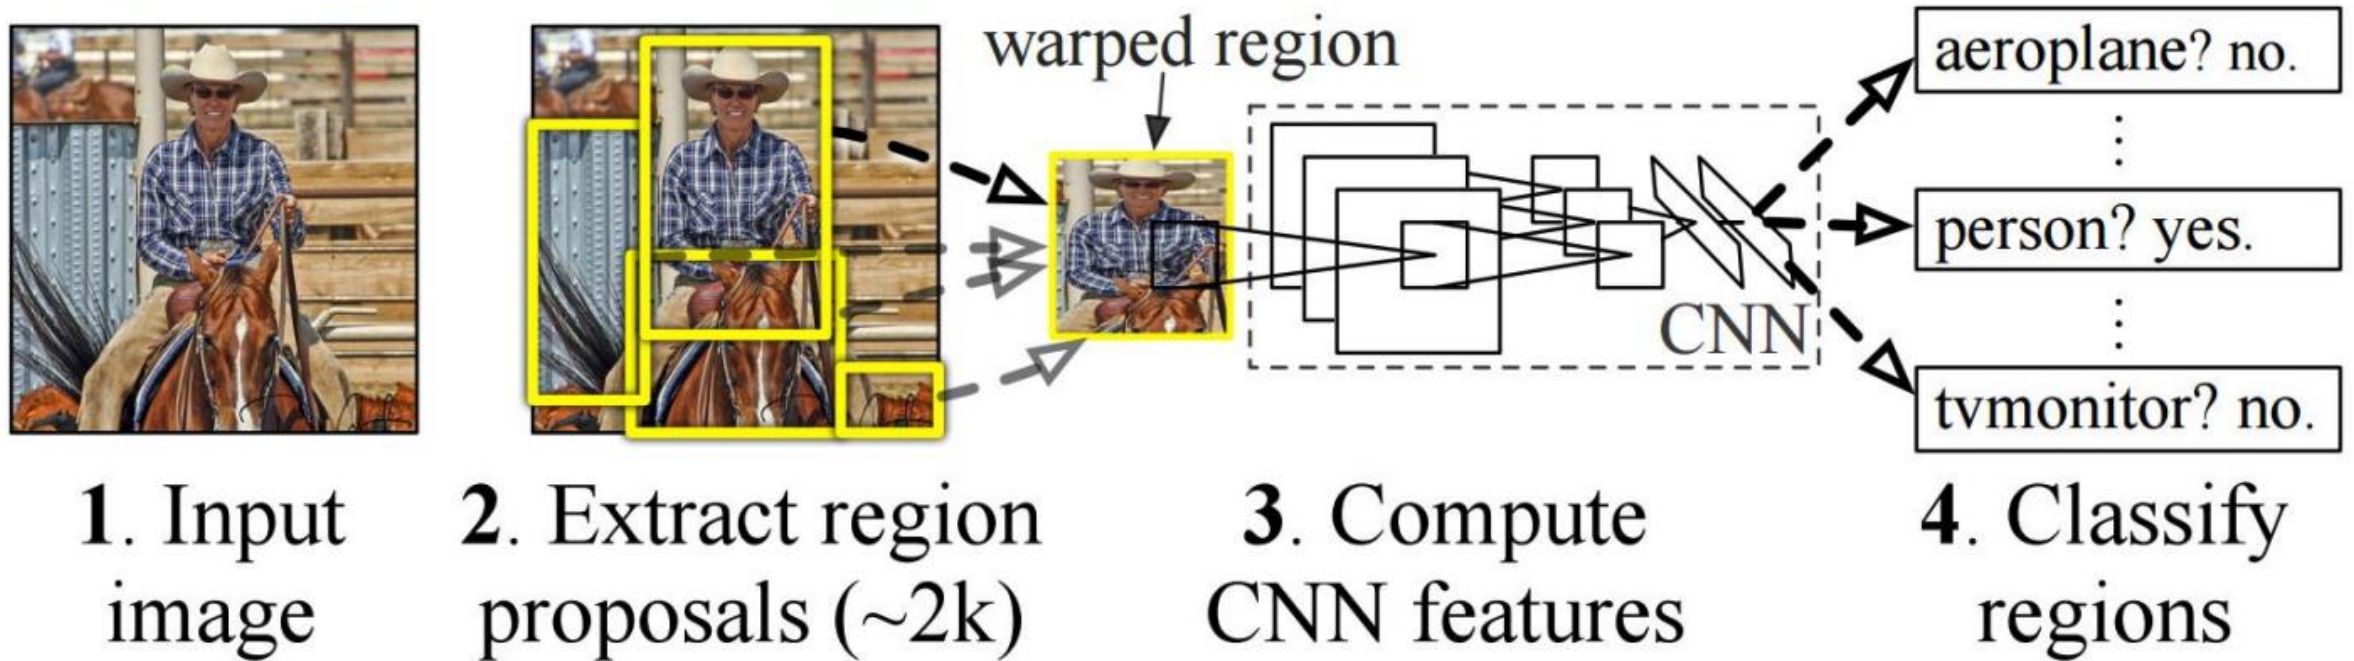 warped region
aeroplane? no.
person? yes.
CNN
tvmonitor? no.
1. Input
image
2. Extract region
proposals (~2k)
3. Compute
CNN features
4. Classify
regions